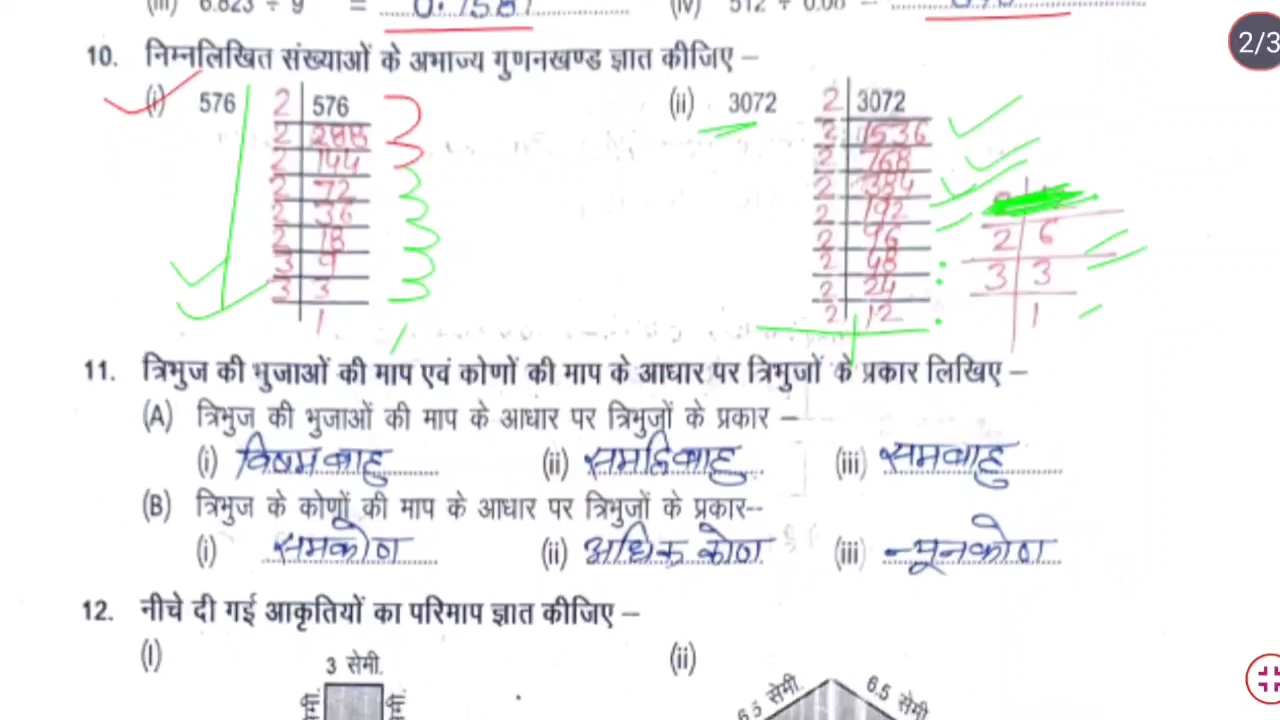 (iii) 6.823 ÷ 9 = 0.7581 (iv) 512 ÷
2/3
10. निम्नलिखित संख्याओं के अभाज्य गुणनखण्ड ज्ञात कीजिए –
(i) 576
2 576
2 288
2 144
2 72
2 36
2 18
3 9
3 3
1
(ii) 3072
2 3072
2 1536
2 768
2 384
2 192
2 96
2 48
2 24
2 12
2 6
3 3
1
11. त्रिभुज की भुजाओं की माप एवं कोणों की माप के आधार पर त्रिभुजों के प्रकार लिखिए –
(A) त्रिभुज की भुजाओं की माप के आधार पर त्रिभुजों के प्रकार –
(i) विषमबाहु (ii) समद्विबाहु (iii) समबाहु
(B) त्रिभुज के कोणों की माप के आधार पर त्रिभुजों के प्रकार--
(i) समकोण (ii) अधिक कोण (iii) न्यूनकोण
12. नीचे दी गई आकृतियों का परिमाप ज्ञात कीजिए –
(i) (ii)
3 सेमी.
6.5 सेमी. 6.5 सेमी